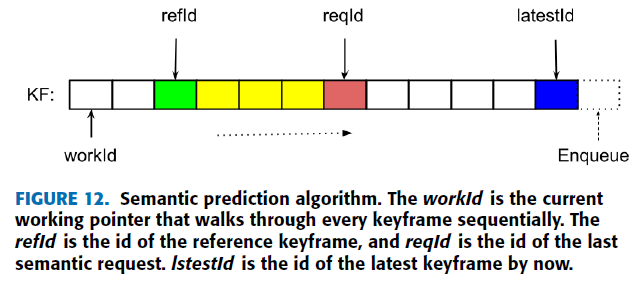 refId reqId latestId
KF:
workId Enqueue
FIGURE 12. Semantic prediction algorithm. The workId is the current
working pointer that walks through every keyframe sequentially. The
refId is the id of the reference keyframe, and reqId is the id of the last
semantic request. lstestId is the id of the latest keyframe by now.